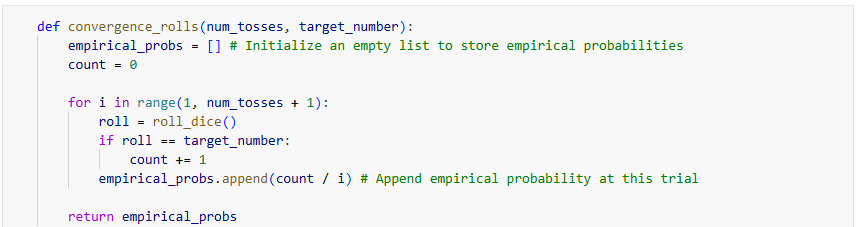 def convergence_rolls(num_tosses, target_number):
    empirical_probs = [] # Initialize an empty list to store empirical probabilities
    count = 0

    for i in range(1, num_tosses + 1):
        roll = roll_dice()
        if roll == target_number:
            count += 1
        empirical_probs.append(count / i) # Append empirical probability at this trial

    return empirical_probs